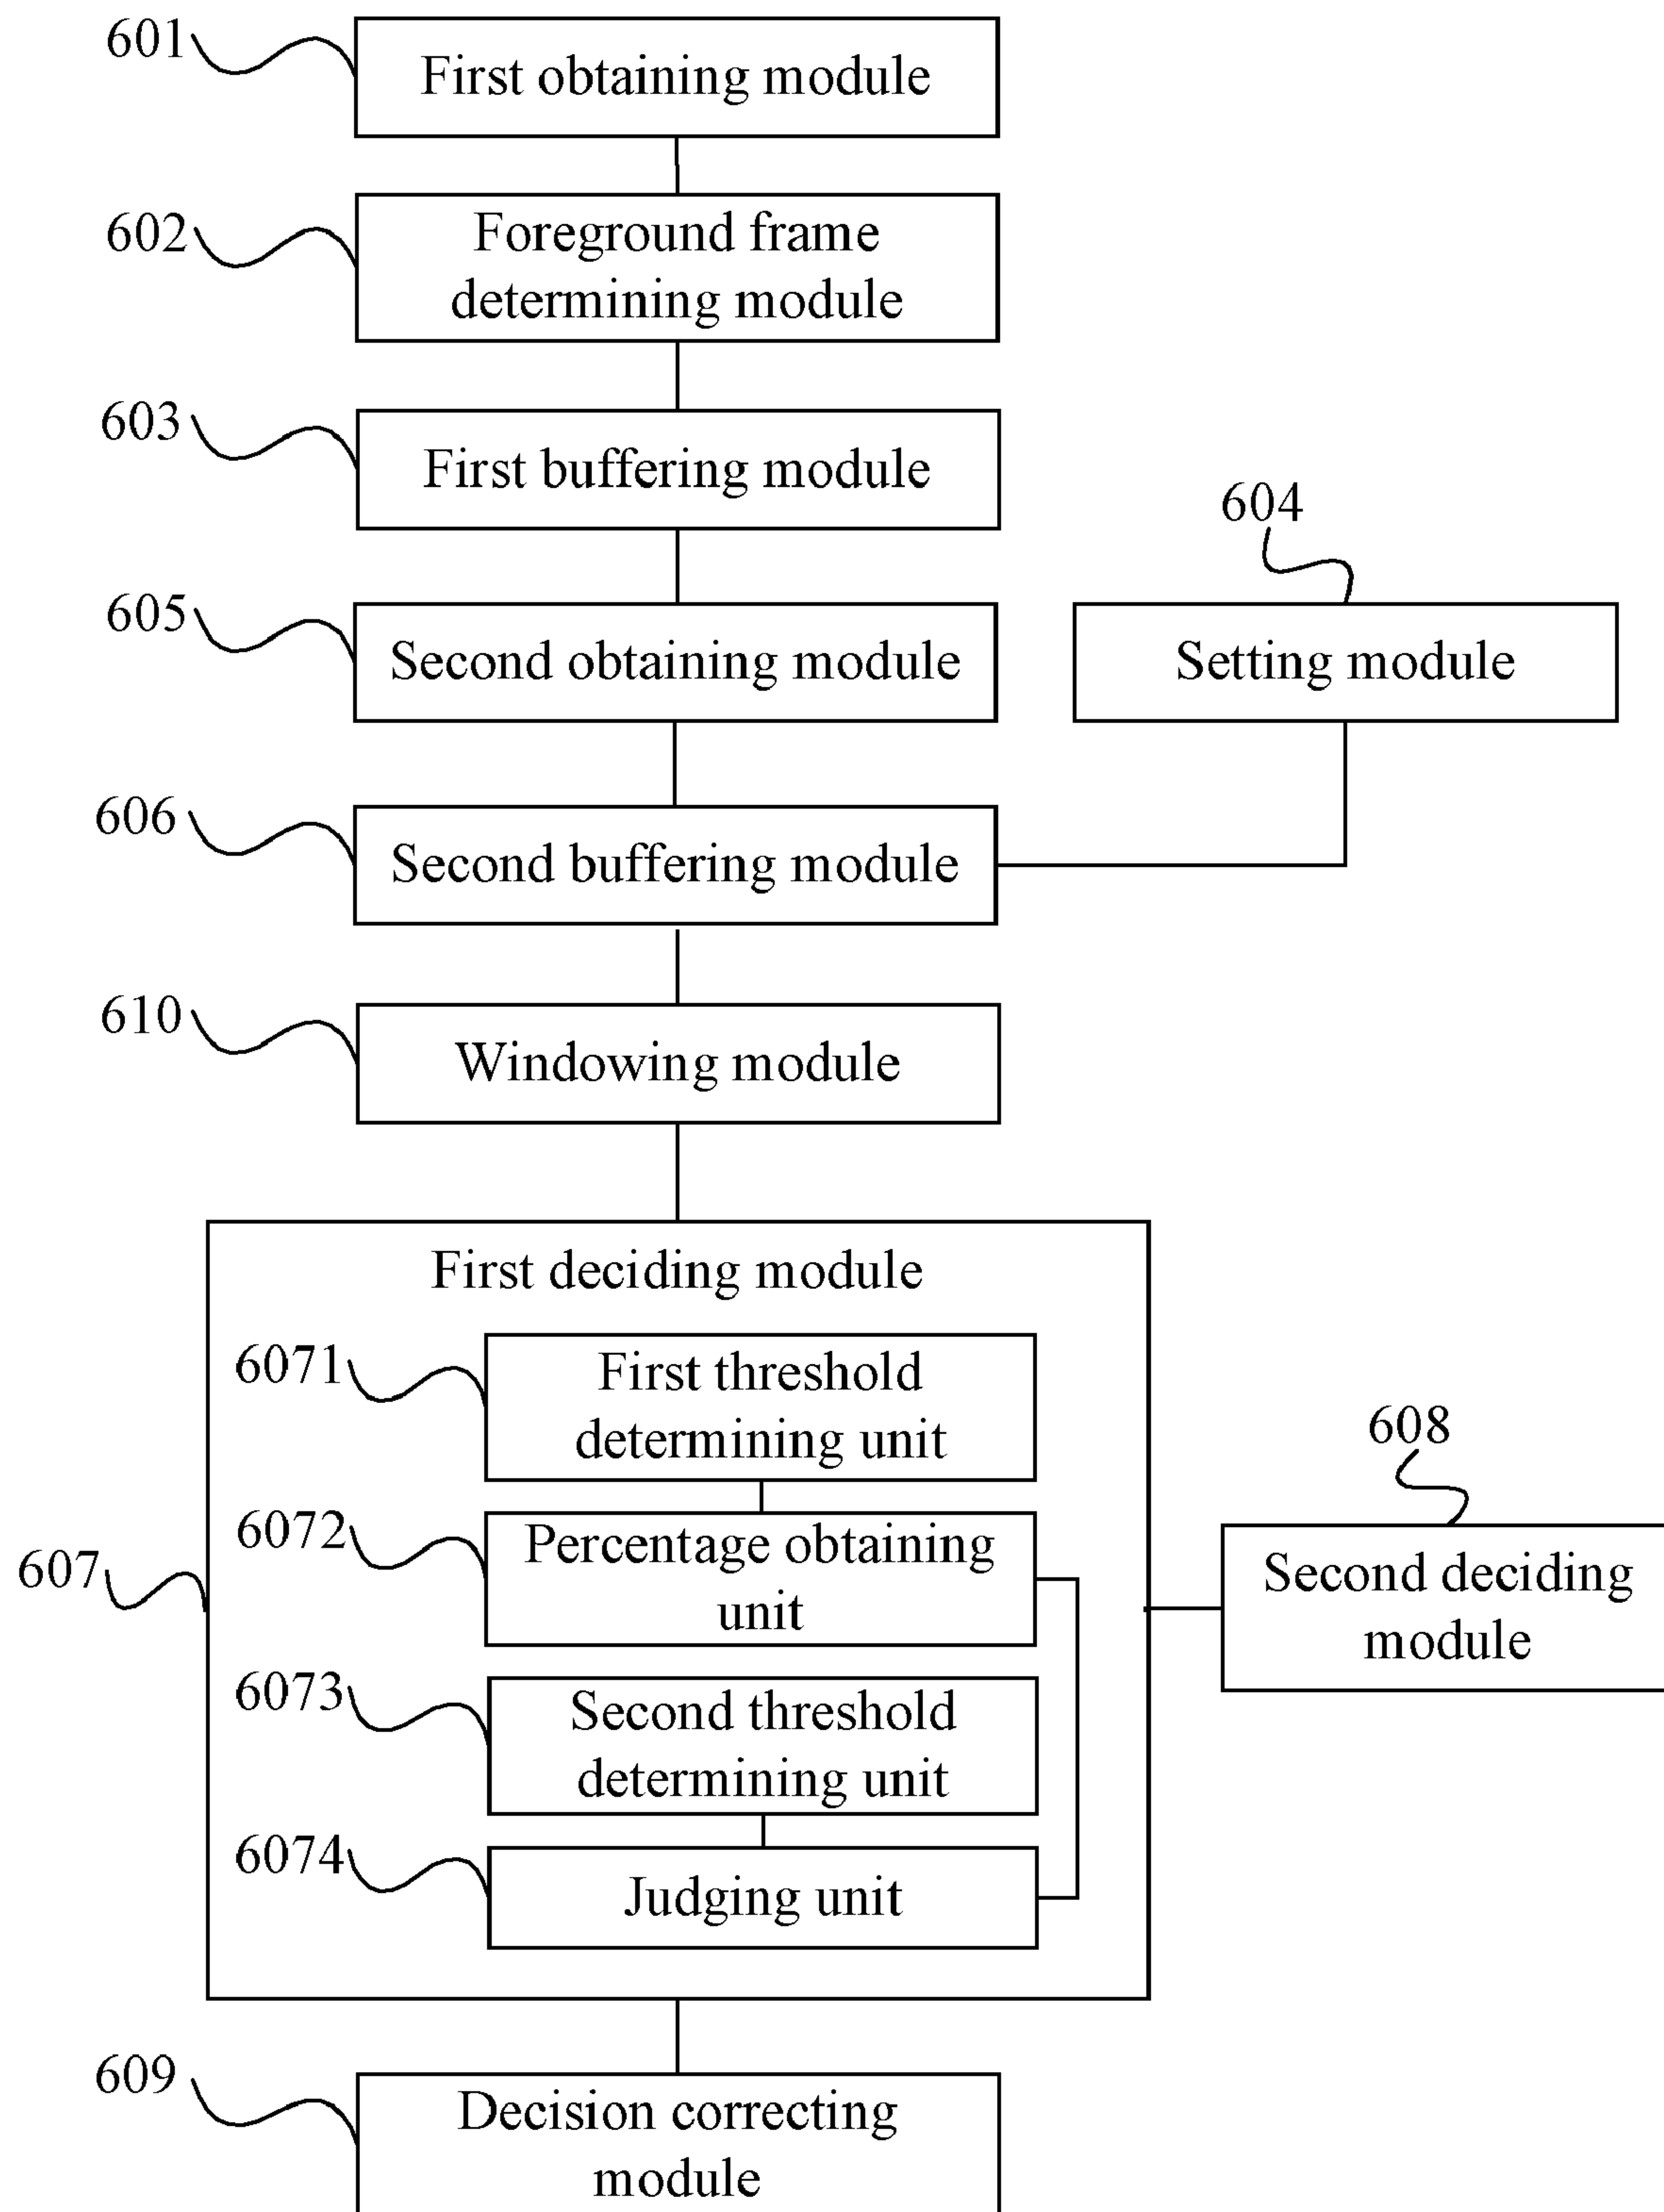 601
First obtaining module
602
Foreground frame
determining module
603
First buffering module
604
605
Second obtaining module
Setting module
606
Second buffering module
610
Windowing module
First deciding module
6071
First threshold
determining unit
608
6072
Percentage obtaining
unit
607
Second deciding
module
6073
Second threshold
determining unit
6074
Judging unit
609
Decision correcting
module